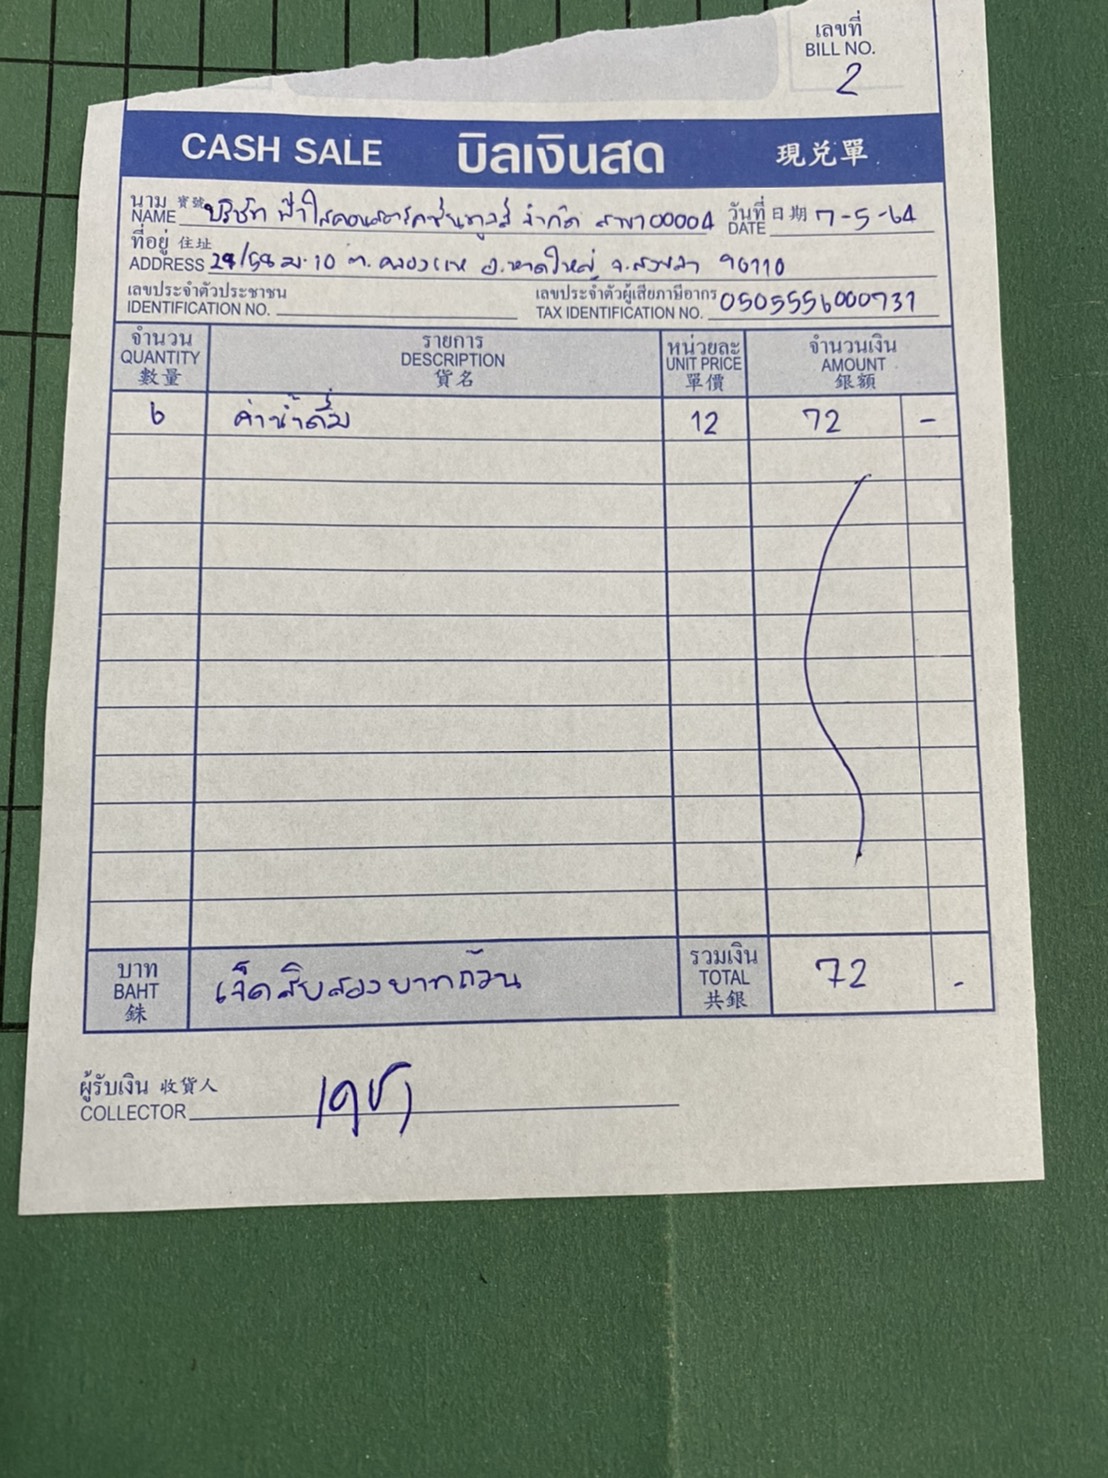 เลขที่
BILL NO.
2
CASH SALE บิลเงินสด 現兑單
นาม 寶號 บริษัท ฟ้าใสคอนสตรัคชั่นทูลส์ จำกัด สาขา 00004 วันที่ 日期 7-5-64
NAME DATE
ที่อยู่ 住址
ADDRESS 29/58 ม.10 ต.คลองแห อ.หาดใหญ่ จ.สงขลา 90110
เลขประจำตัวประชาชน เลขประจำตัวผู้เสียภาษีอากร 0505556000731
IDENTIFICATION NO. TAX IDENTIFICATION NO.
จำนวน รายการ หน่วยละ จำนวนเงิน
QUANTITY DESCRIPTION UNIT PRICE AMOUNT
數量 貨名 單價 銀額
6 ค่าน้ำดื่ม 12 72 -
บาท รวมเงิน
BAHT เจ็ดสิบสองบาทถ้วน TOTAL 72 -
銖 共銀
ผู้รับเงิน 收貨人
COLLECTOR เดชา